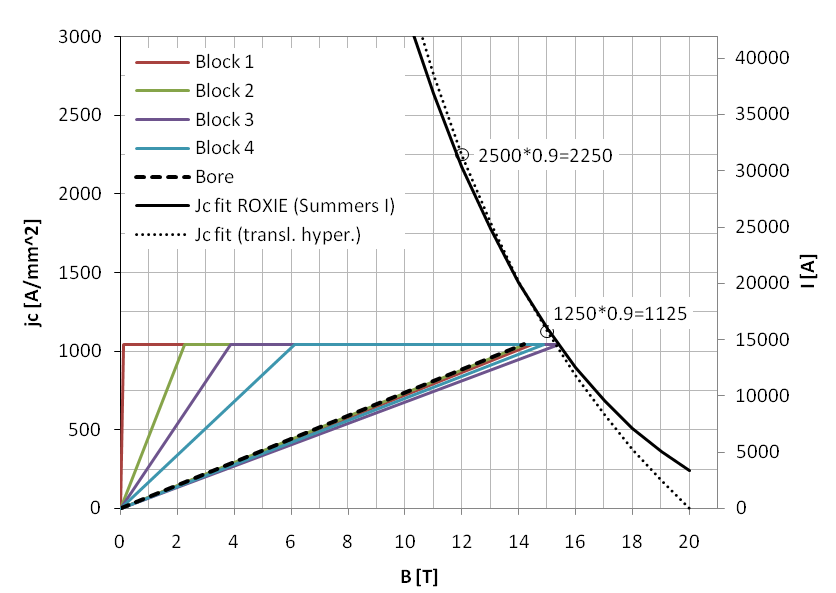 3000
2500
2000
1500
1000
500
0
jc [A/mm^2]
Block 1
Block 2
Block 3
Block 4
Bore
Jc fit ROXIE (Summers I)
Jc fit (transl. hyper.)
2500*0.9=2250
1250*0.9=1125
40000
35000
30000
25000
20000
15000
10000
5000
0
I [A]
0 2 4 6 8 10 12 14 16 18 20
B [T]